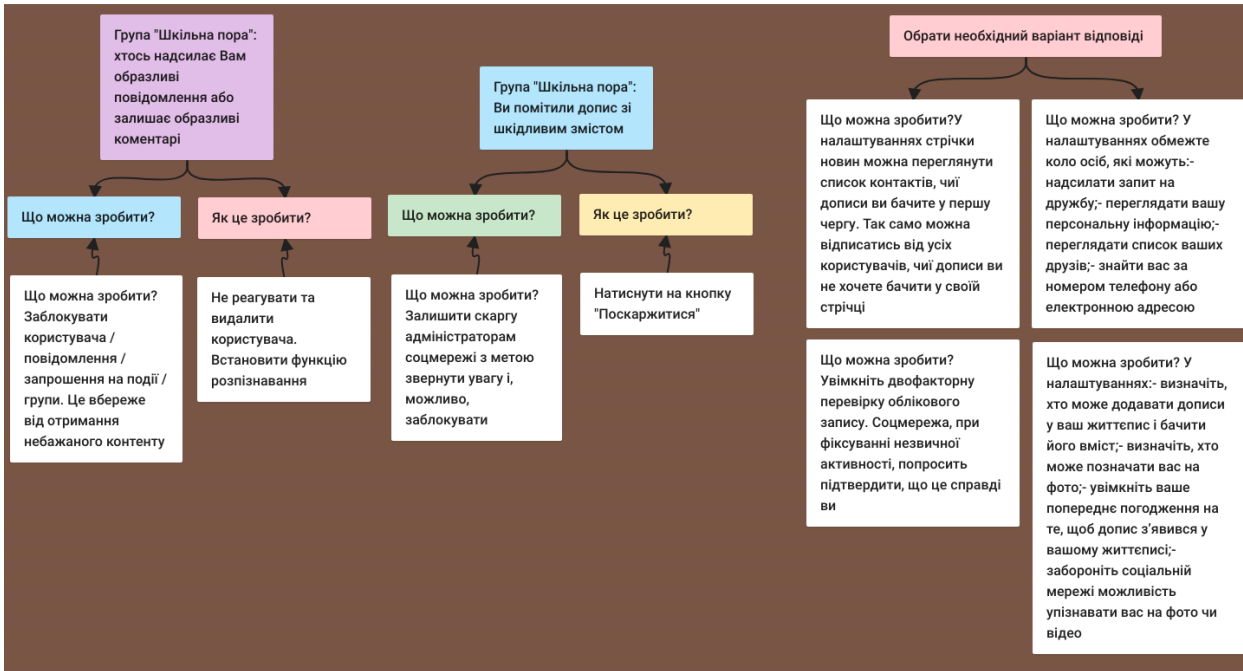 Група "Шкільна пора":
хтось надсилає Вам
образливі
повідомлення або
залишає образливі
коментарі
Що можна зробити?
Як це зробити?
Що можна зробити?
Заблокувати
користувача /
повідомлення /
запрошення на події /
групи. Це вбереже
від отримання
небажаного контенту
Не реагувати та
видалити
користувача.
Встановити функцію
розпізнавання
Група "Шкільна пора":
Ви помітили допис зі
шкідливим змістом
Що можна зробити?
Як це зробити?
Що можна зробити?
Залишити скаргу
адміністраторам
соцмережі з метою
звернути увагу і,
можливо,
заблокувати
Натиснути на кнопку
"Поскаржитися"
Обрати необхідний варіант відповіді
Що можна зробити?У
налаштуваннях стрічки
новин можна переглянути
список контактів, чиї
дописи ви бачите у першу
чергу. Так само можна
відписатись від усіх
користувачів, чиї дописи ви
не хочете бачити у своїй
стрічці
Що можна зробити? У
налаштуваннях обмежте
коло осіб, які можуть:-
надсилати запит на
дружбу;- переглядати вашу
персональну інформацію;-
переглядати список ваших
друзів;- знайти вас за
номером телефону або
електронною адресою
Що можна зробити?
Увімкніть двофакторну
перевірку облікового
запису. Соцмережа, при
фіксуванні незвичної
активності, попросить
підтвердити, що це справді
ви
Що можна зробити? У
налаштуваннях:- визначіть,
хто може додавати дописи
у ваш життєпис і бачити
його вміст;- визначіть, хто
може позначати вас на
фото;- увімкніть ваше
попереднє погодження на
те, щоб допис з’явився у
вашому життєписі;-
забороніть соціальній
мережі можливість
упізнавати вас на фото чи
відео